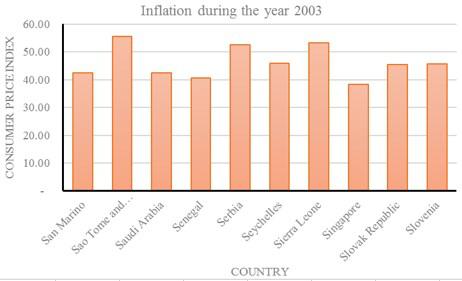 Inflation during the year 2003
CONSUMER PRICE INDEX
60.00
50.00
40.00
30.00
20.00
10.00
-
San Marino
Sao Tome and...
Saudi Arabia
Senegal
Serbia
Seychelles
Sierra Leone
Singapore
Slovak Republic
Slovenia
COUNTRY